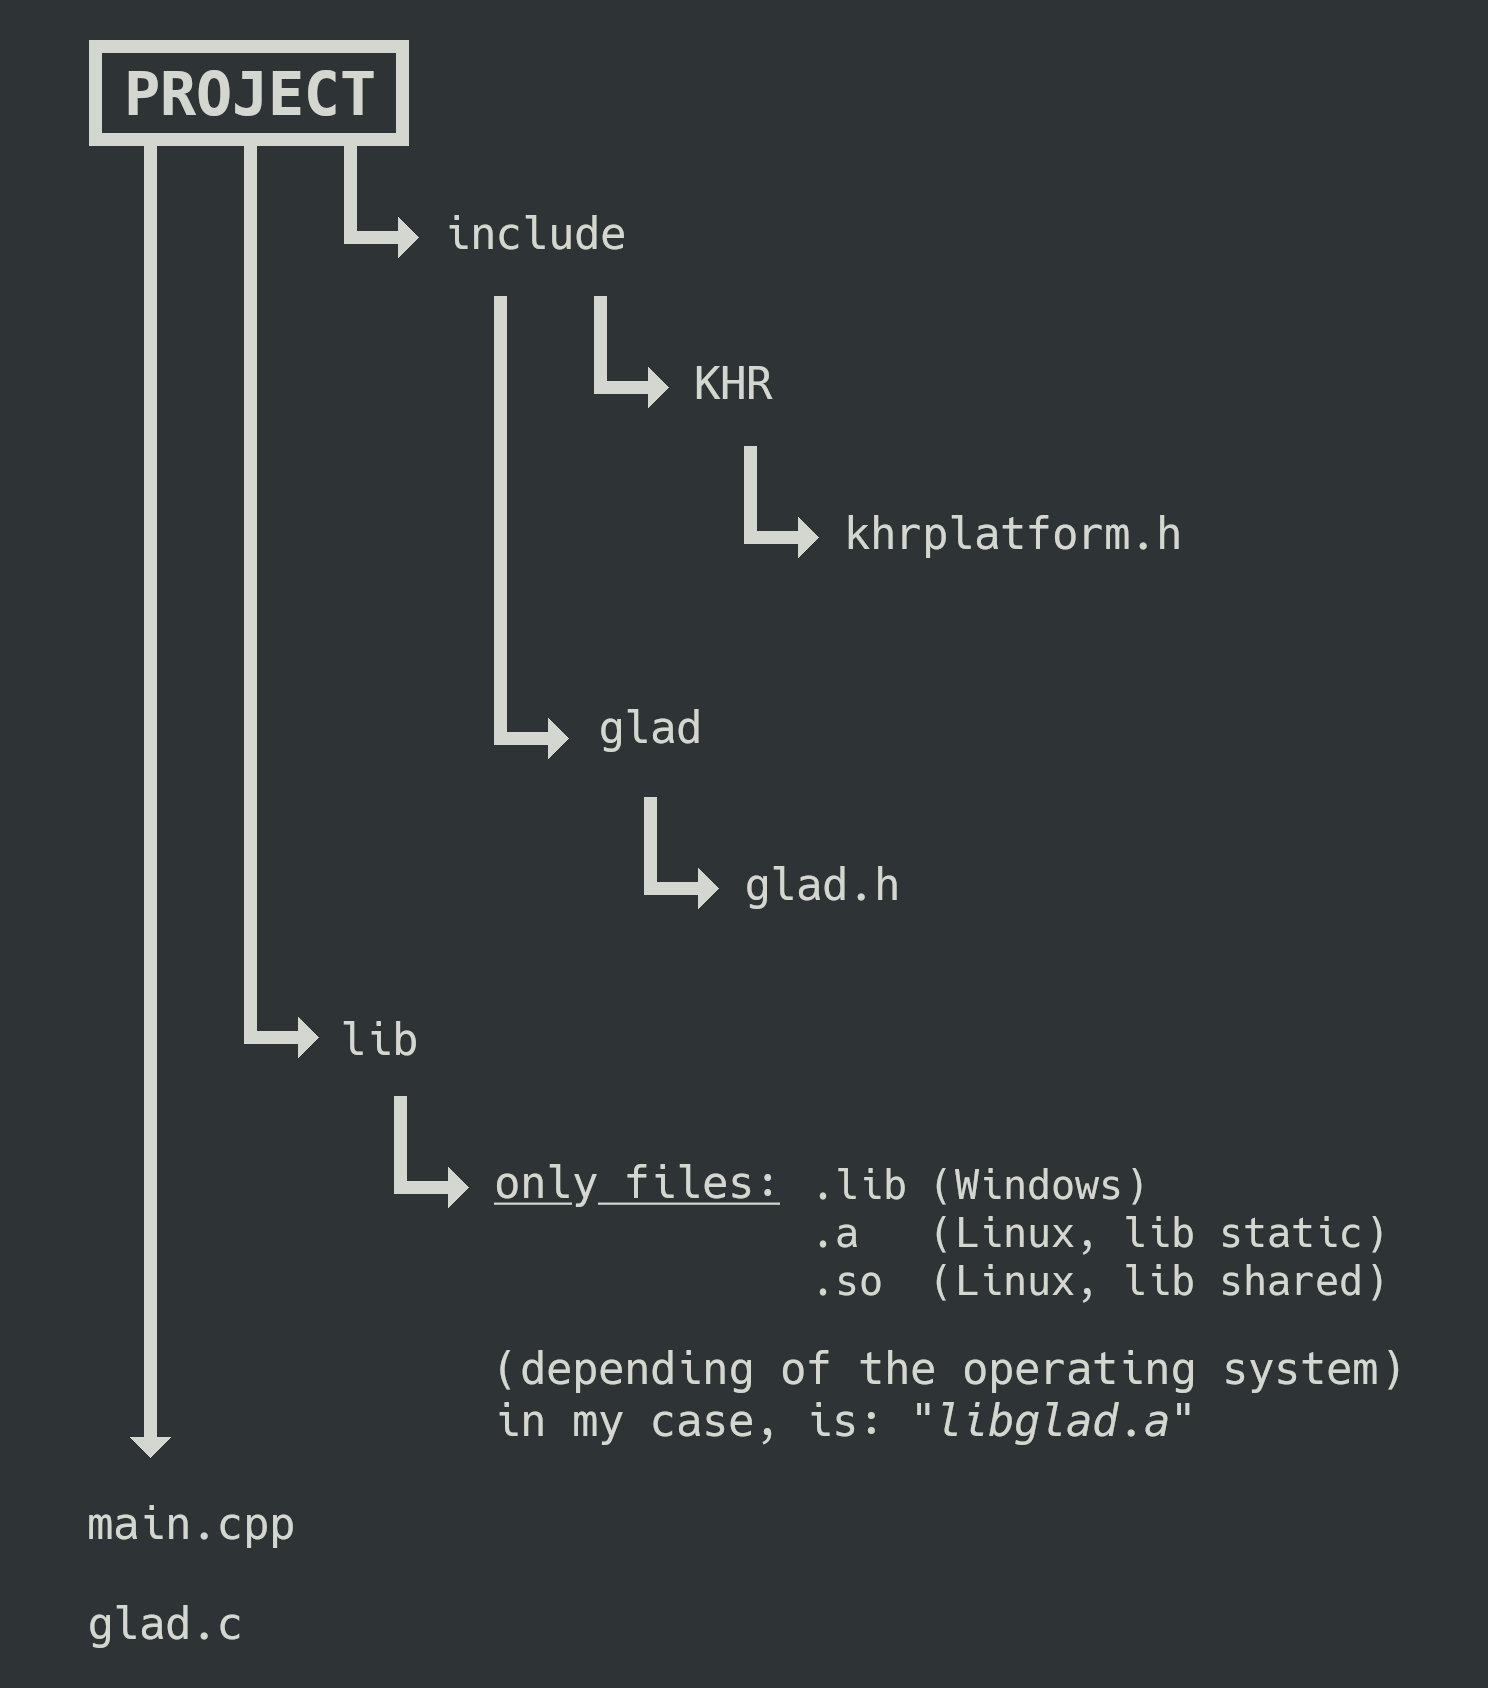 PROJECT
include
KHR
khrplatform.h
glad
glad.h
lib
only files: .lib (Windows)
.a (Linux, lib static)
.so (Linux, lib shared)
(depending of the operating system)
in my case, is: "libglad.a"
main.cpp
glad.c